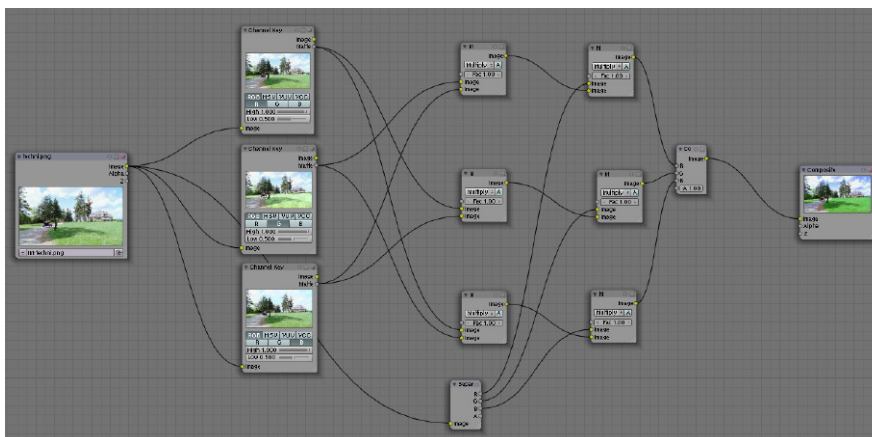 Channel Key
Image
Matte
RGB HSV YUV YCC
R G B
High 1.000
Low 0.500
Image
Channel Key
Image
Matte
RGB HSV YUV YCC
R G B
High 1.000
Low 0.500
Image
Channel Key
Image
Matte
RGB HSV YUV YCC
R G B
High 1.000
Low 0.500
Image
Image
Alpha
Z
Image
Multiply A
Fac 1.00
Image
Image
Image
Multiply A
Fac 1.00
Image
Image
Image
Multiply A
Fac 1.00
Image
Image
Image
Multiply A
Fac 1.00
Image
Image
Image
Multiply A
Fac 1.00
Image
Image
Image
Multiply A
Fac 1.00
Image
Image
Separ
R
G
B
A
Image
Co
Image
R
G
B
A 1.00
Composite
Image
Alpha
Z